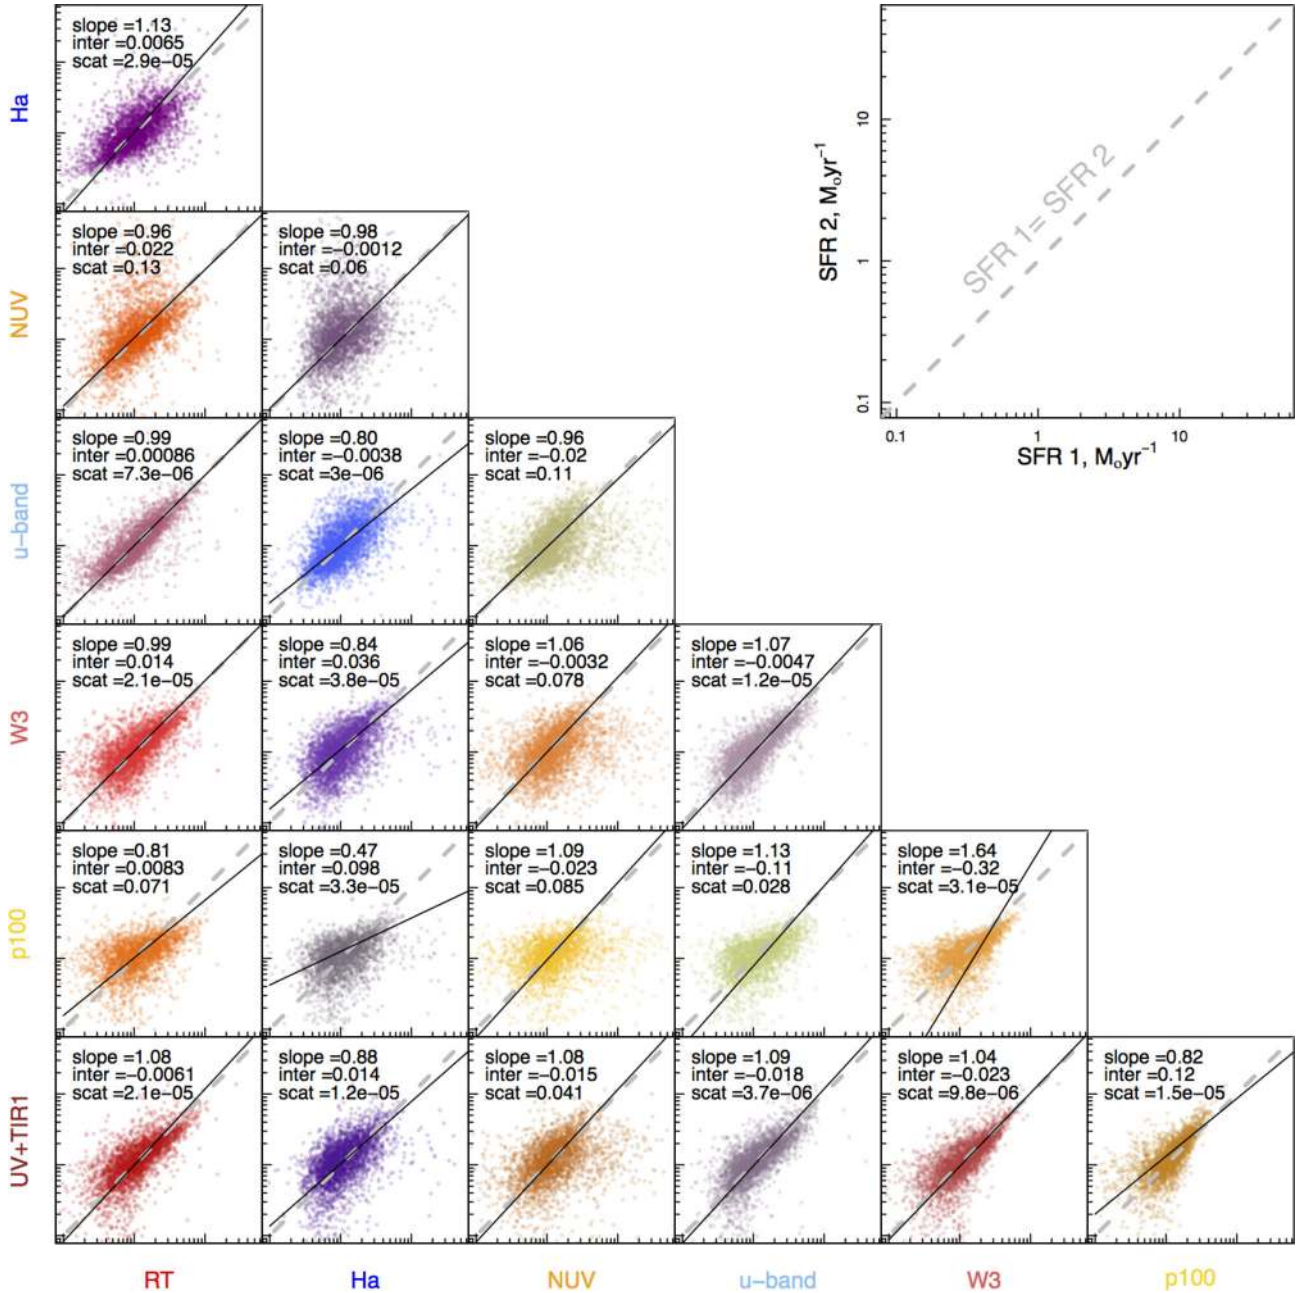 slope =1.13
inter =0.0065
scat =2.9e−05
Ha
10
1
0.1
SFR 2, M₀yr⁻¹
SFR 1= SFR 2
0.1 1 10
SFR 1, M₀yr⁻¹
slope =0.96
inter =0.022
scat =0.13
slope =0.98
inter =−0.0012
scat =0.06
NUV
slope =0.99
inter =0.00086
scat =7.3e−06
slope =0.80
inter =−0.0038
scat =3e−06
slope =0.96
inter =−0.02
scat =0.11
u−band
slope =0.99
inter =0.014
scat =2.1e−05
slope =0.84
inter =0.036
scat =3.8e−05
slope =1.06
inter =−0.0032
scat =0.078
slope =1.07
inter =−0.0047
scat =1.2e−05
W3
slope =0.81
inter =0.0083
scat =0.071
slope =0.47
inter =0.098
scat =3.3e−05
slope =1.09
inter =−0.023
scat =0.085
slope =1.13
inter =−0.11
scat =0.028
slope =1.64
inter =−0.32
scat =3.1e−05
p100
slope =1.08
inter =−0.0061
scat =2.1e−05
slope =0.88
inter =0.014
scat =1.2e−05
slope =1.08
inter =−0.015
scat =0.041
slope =1.09
inter =−0.018
scat =3.7e−06
slope =1.04
inter =−0.023
scat =9.8e−06
slope =0.82
inter =0.12
scat =1.5e−05
UV+TIR1
RT Ha NUV u−band W3 p100